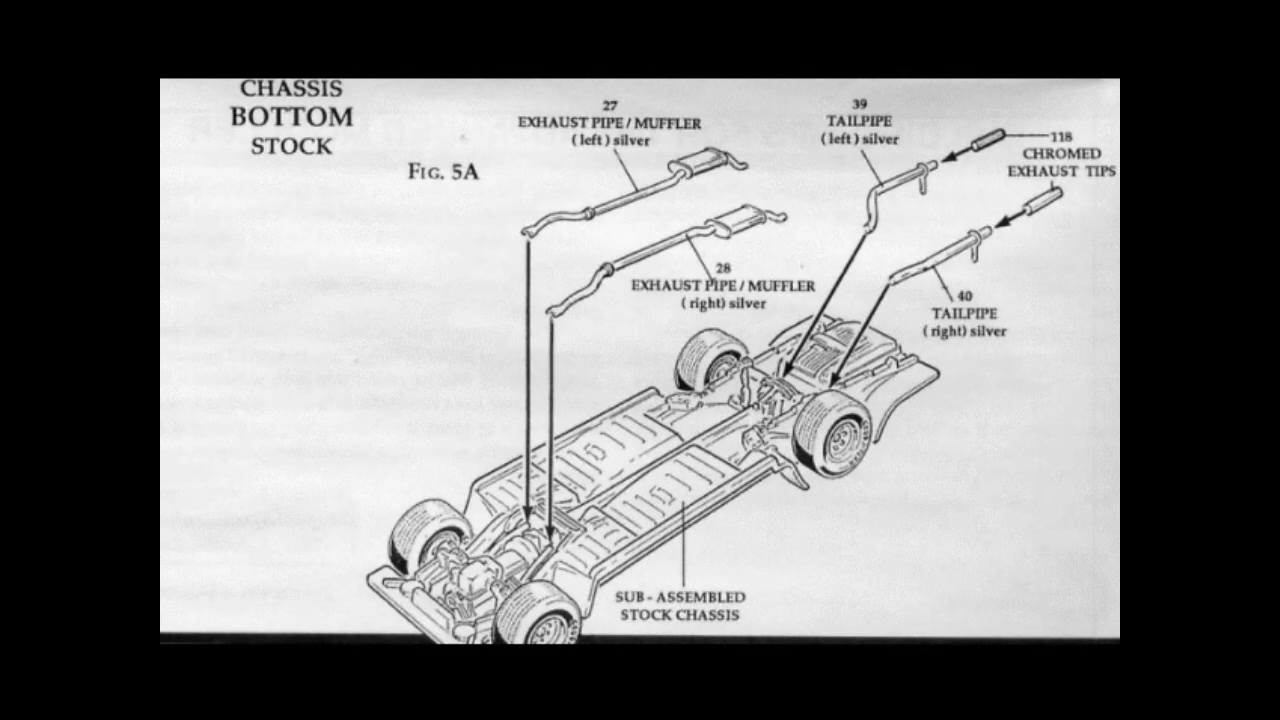 CHASSIS
BOTTOM
STOCK
FIG. 5A
27
EXHAUST PIPE / MUFFLER
( left ) silver
28
EXHAUST PIPE / MUFFLER
( right) silver
39
TAILPIPE
( left ) silver
118
CHROMED
EXHAUST TIPS
40
TAILPIPE
( right) silver
SUB - ASSEMBLED
STOCK CHASSIS